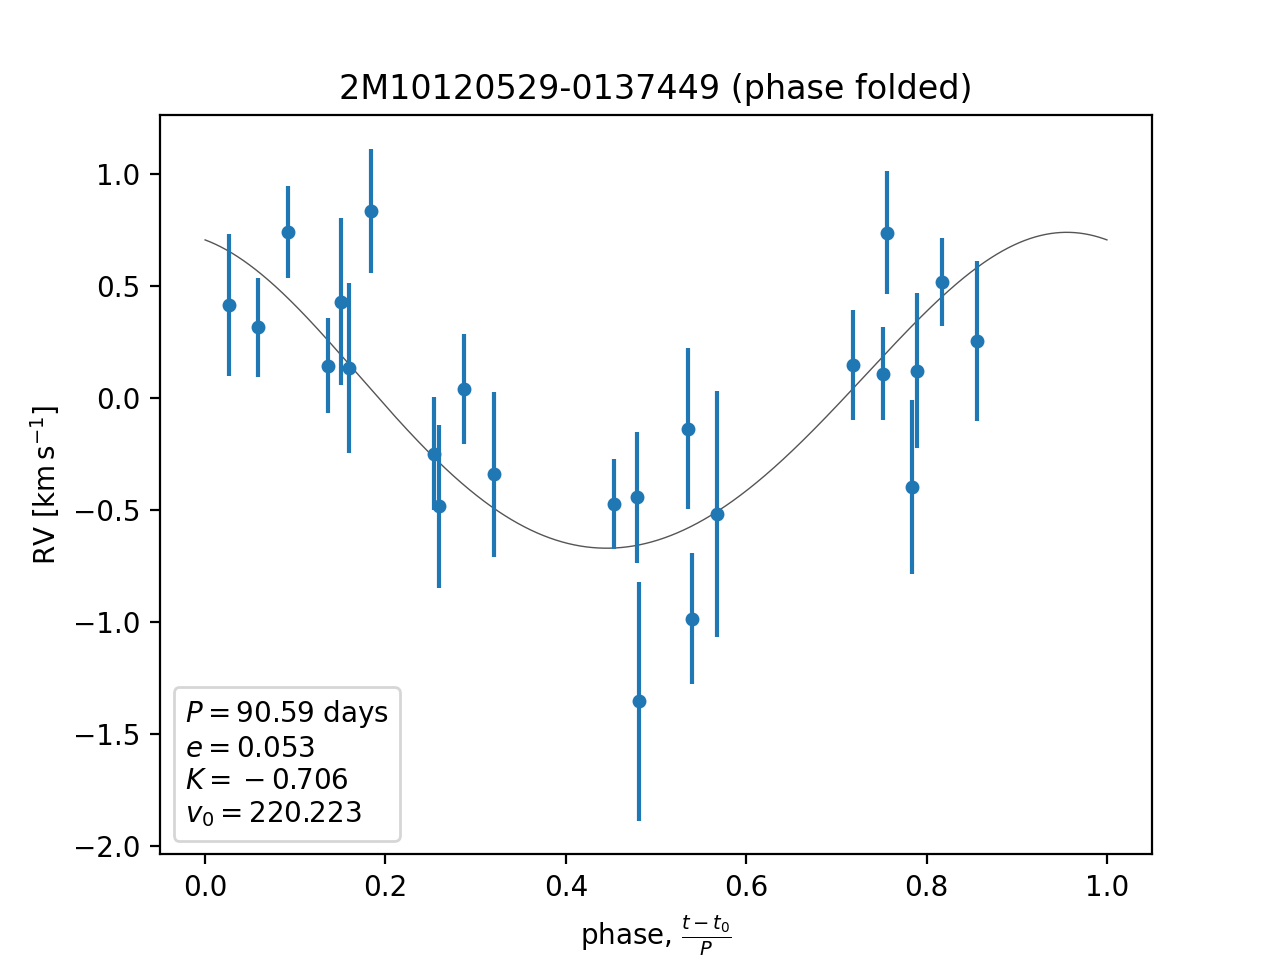 2M10120529-0137449 (phase folded)
RV [km s⁻¹]
1.0
0.5
0.0
−0.5
−1.0
−1.5
−2.0
P = 90.59 days
e = 0.053
K = −0.706
v₀ = 220.223
0.0 0.2 0.4 0.6 0.8 1.0
phase, (t − t₀)/P